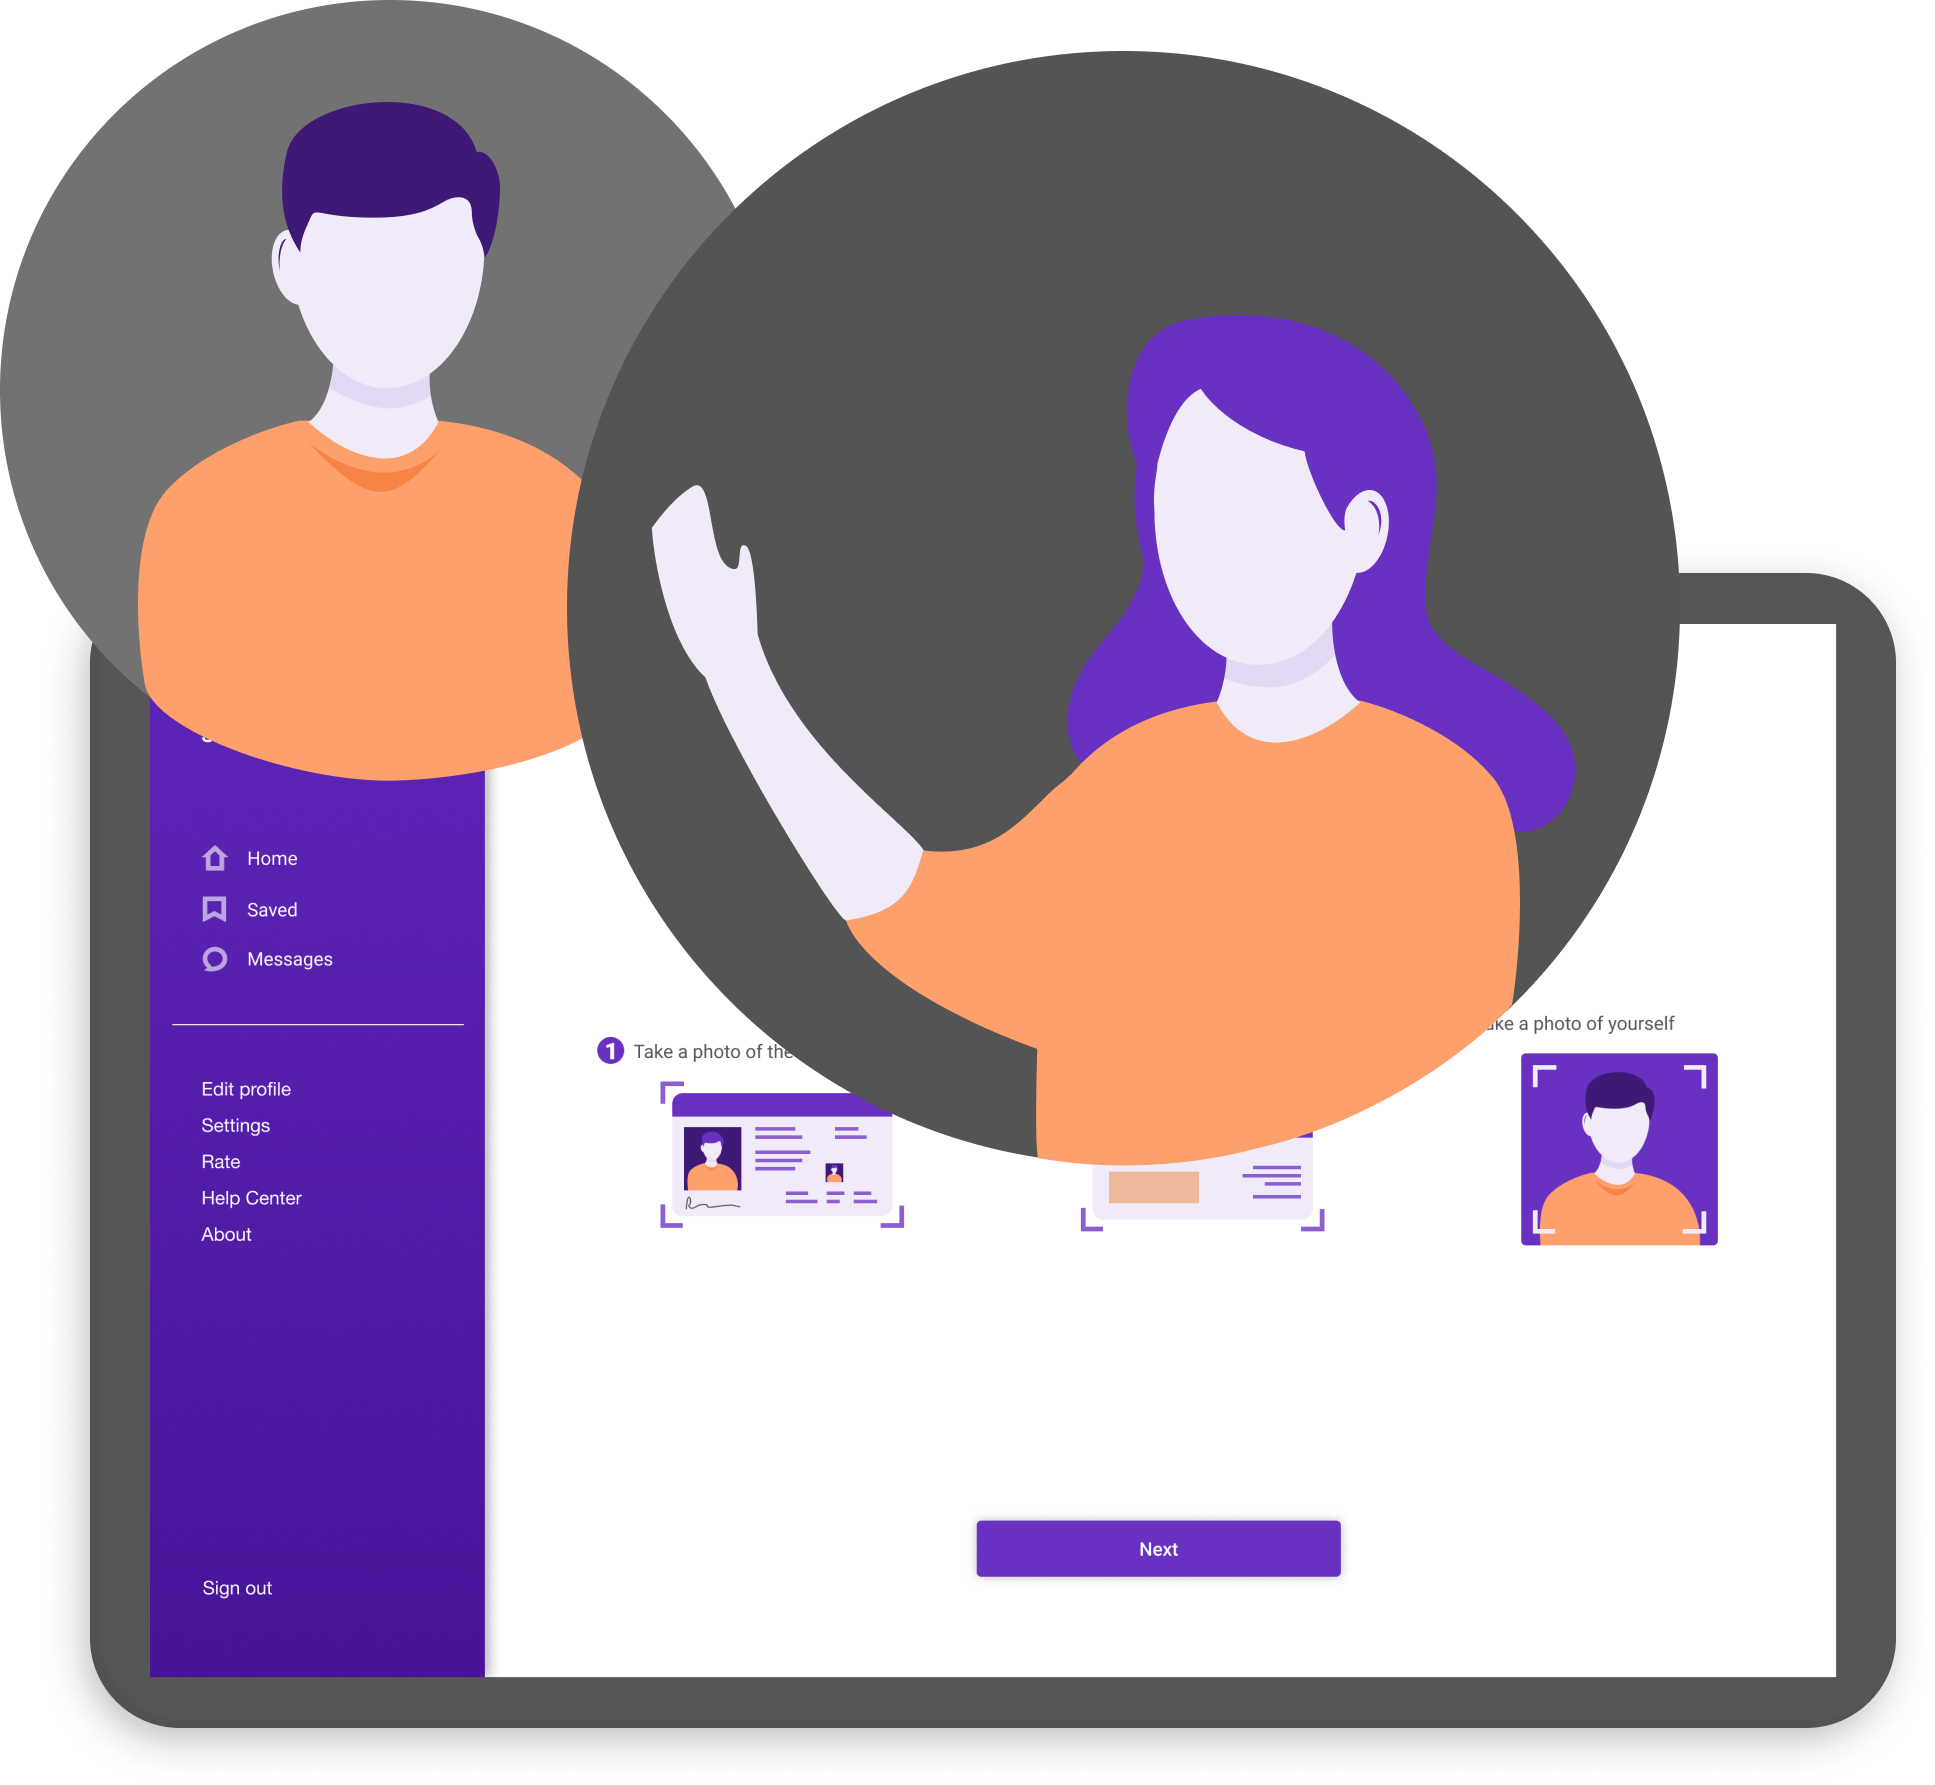 Home
Saved
Messages
1 Take a photo of the
ake a photo of yourself
Edit profile
Settings
Rate
Help Center
About
Next
Sign out